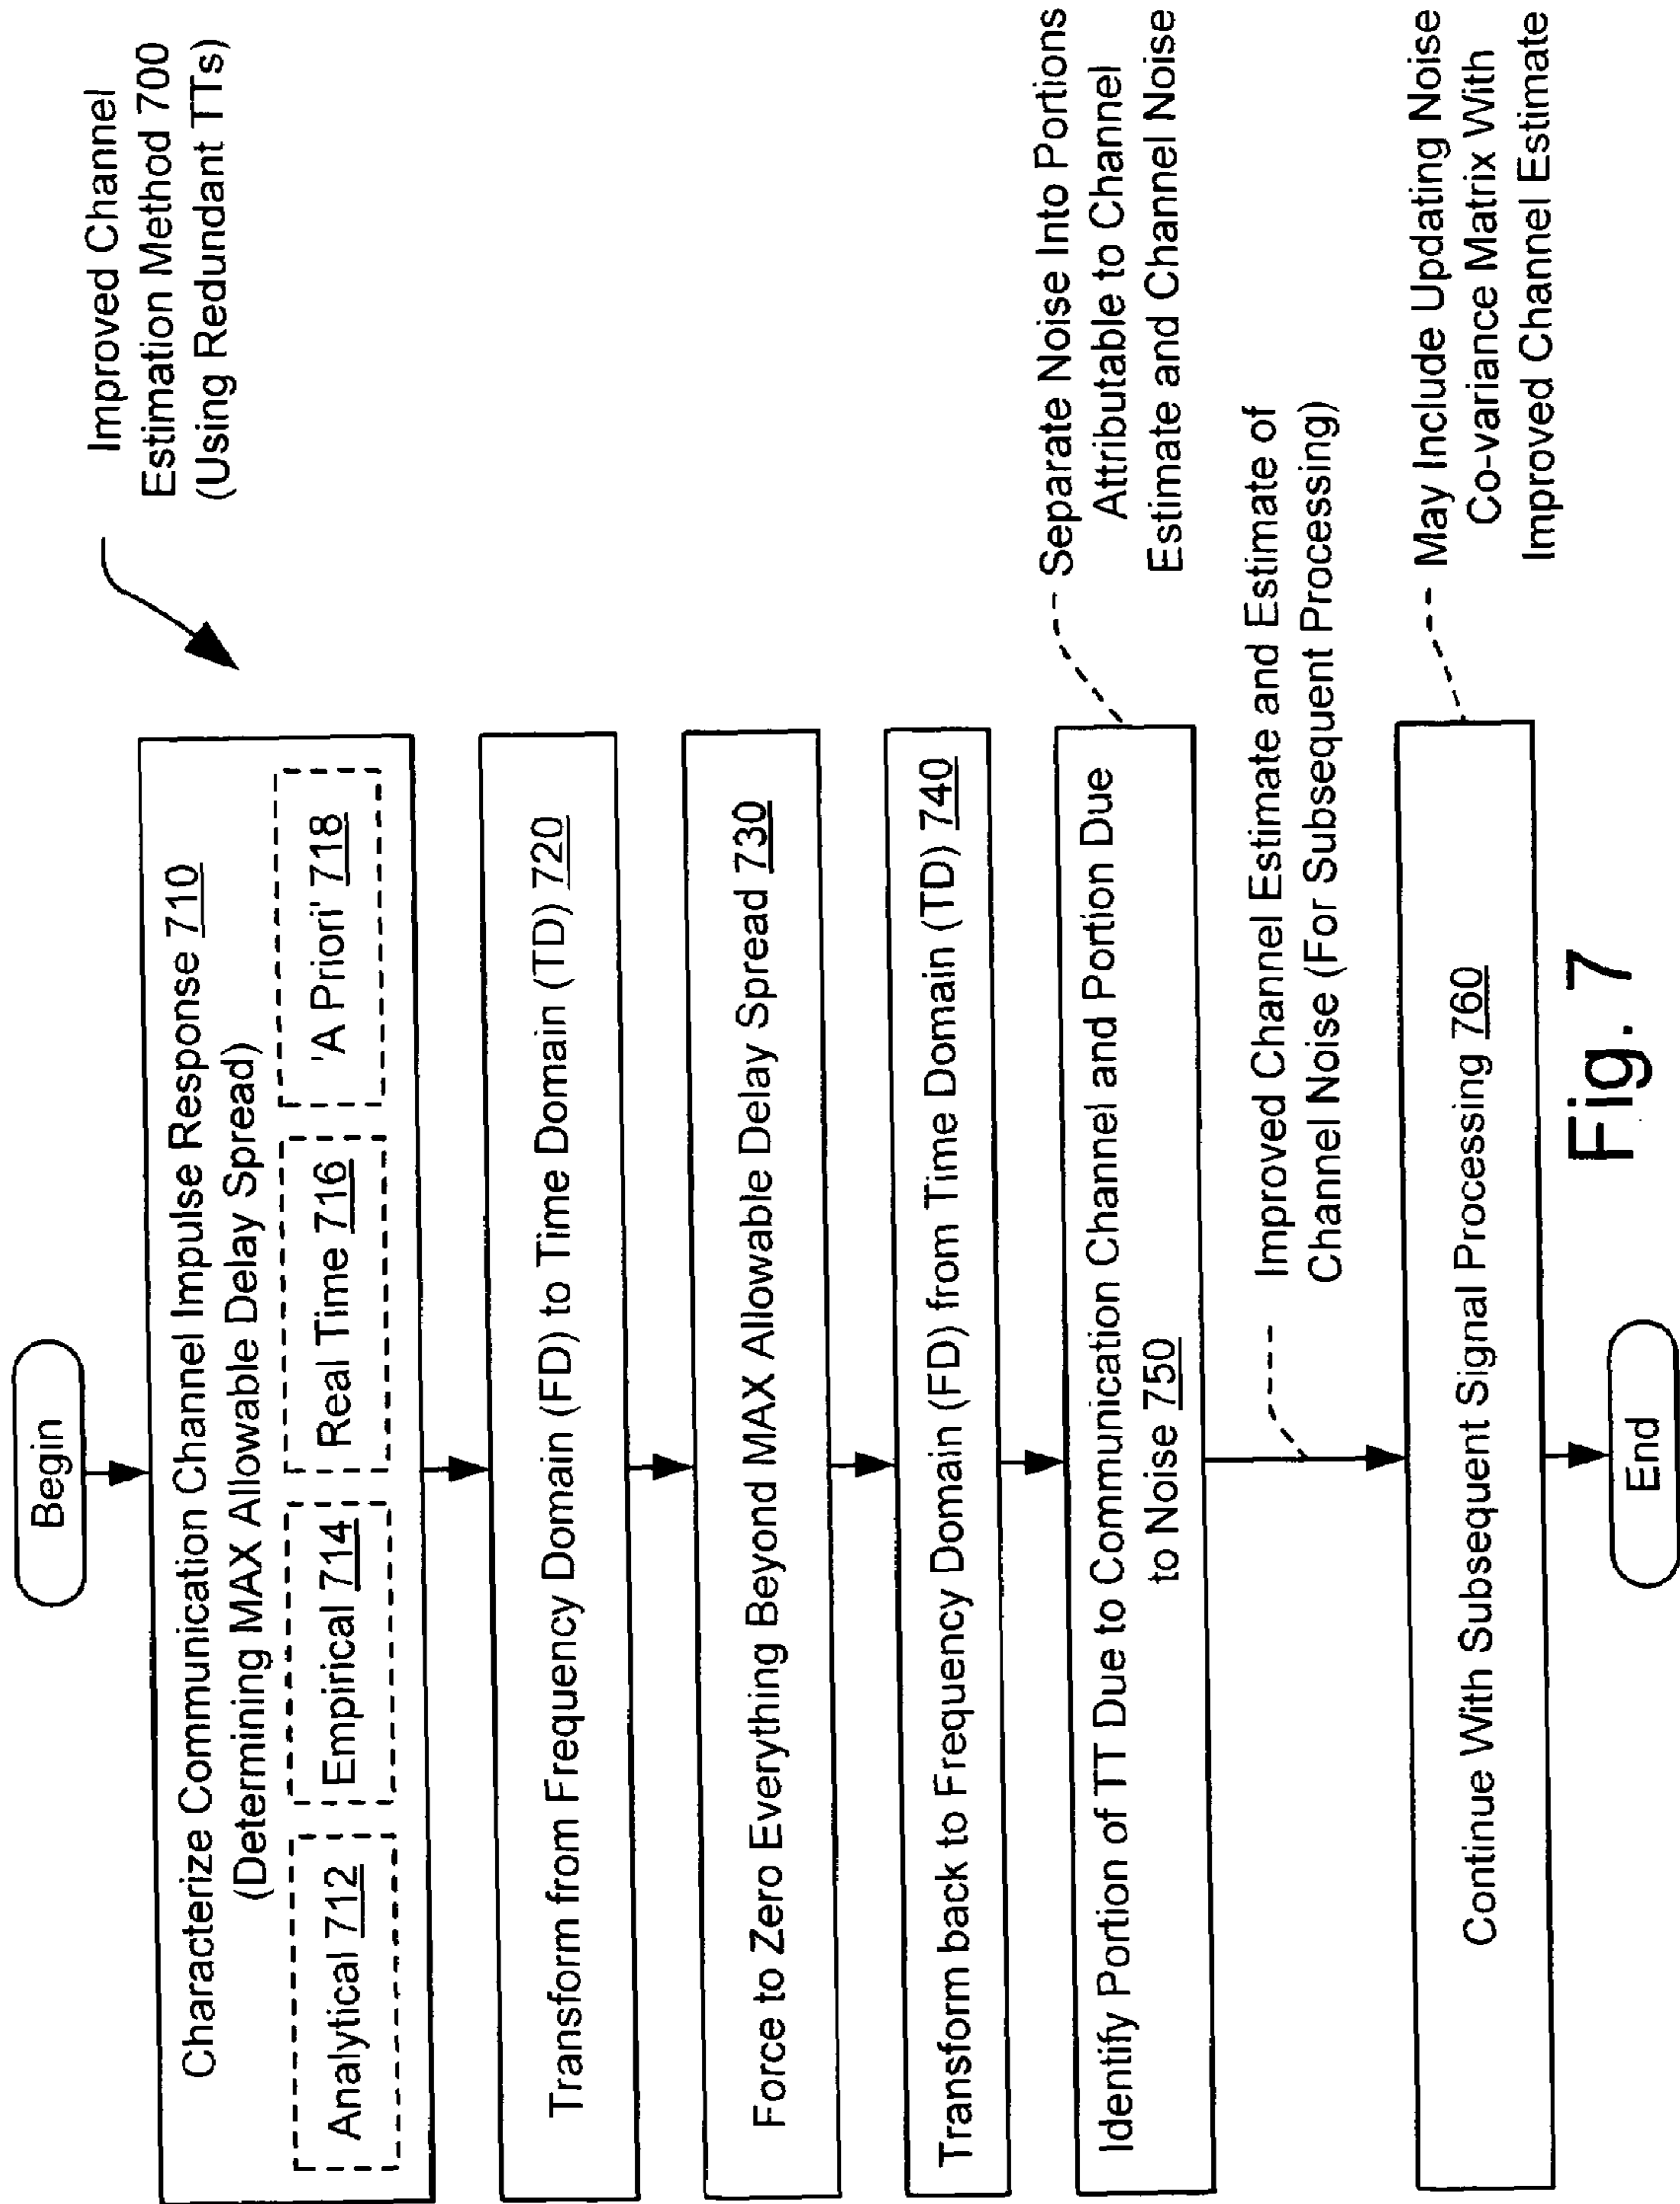 Improved Channel
Estimation Method 700
(Using Redundant TTs)
Begin
Characterize Communication Channel Impulse Response 710
(Determining MAX Allowable Delay Spread)
Analytical 712
Empirical 714
Real Time 716
'A Priori' 718
Transform from Frequency Domain (FD) to Time Domain (TD) 720
Force to Zero Everything Beyond MAX Allowable Delay Spread 730
Transform back to Frequency Domain (FD) from Time Domain (TD) 740
Identify Portion of TT Due to Communication Channel and Portion Due
to Noise 750
Separate Noise Into Portions
Attributable to Channel
Estimate and Channel Noise
Improved Channel Estimate and Estimate of
Channel Noise (For Subsequent Processing)
Continue With Subsequent Signal Processing 760
May Include Updating Noise
Co-variance Matrix With
Improved Channel Estimate
End
Fig. 7